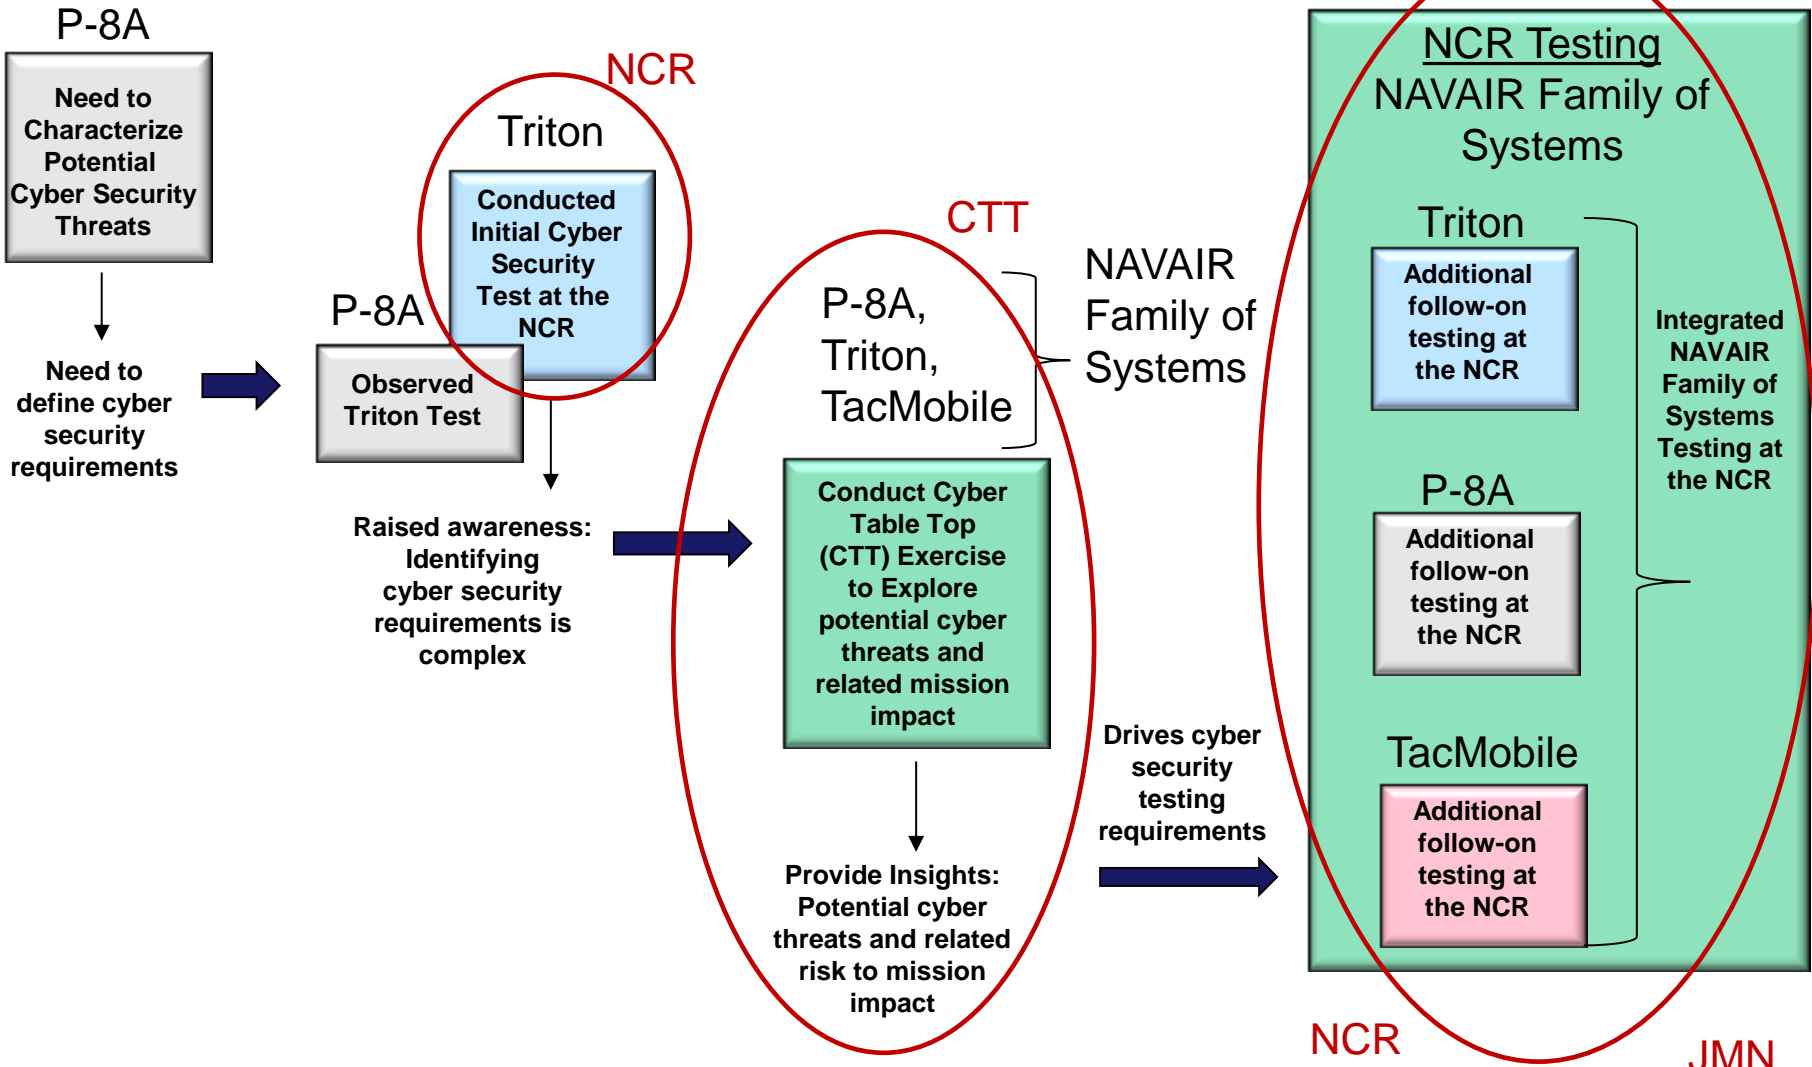 P-8A
Need to
Characterize
Potential
Cyber Security
Threats
Need to
define cyber
security
requirements
NCR
Triton
Conducted
Initial Cyber
Security
Test at the
NCR
P-8A
Observed
Triton Test
Raised awareness:
Identifying
cyber security
requirements is
complex
CTT
P-8A,
Triton,
TacMobile
NAVAIR
Family of
Systems
Conduct Cyber
Table Top
(CTT) Exercise
to Explore
potential cyber
threats and
related mission
impact
Provide Insights:
Potential cyber
threats and related
risk to mission
impact
Drives cyber
security
testing
requirements
NCR Testing
NAVAIR Family of
Systems
Triton
Additional
follow-on
testing at
the NCR
P-8A
Additional
follow-on
testing at
the NCR
TacMobile
Additional
follow-on
testing at
the NCR
Integrated
NAVAIR
Family of
Systems
Testing at
the NCR
NCR
JMN